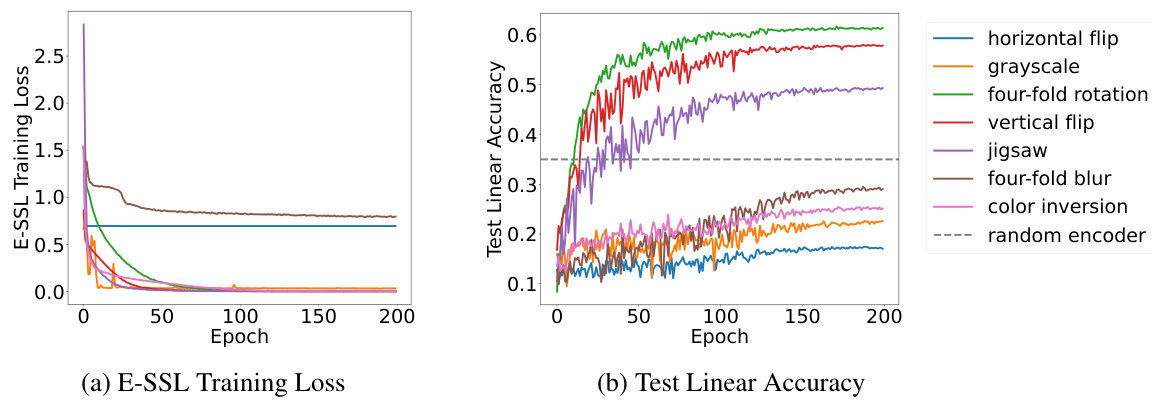 E-SSL Training Loss
2.5
2.0
1.5
1.0
0.5
0.0
0
50
100
150
200
Epoch
(a) E-SSL Training Loss
Test Linear Accuracy
0.6
0.5
0.4
0.3
0.2
0.1
0
50
100
150
200
Epoch
(b) Test Linear Accuracy
horizontal flip
grayscale
four-fold rotation
vertical flip
jigsaw
four-fold blur
color inversion
random encoder